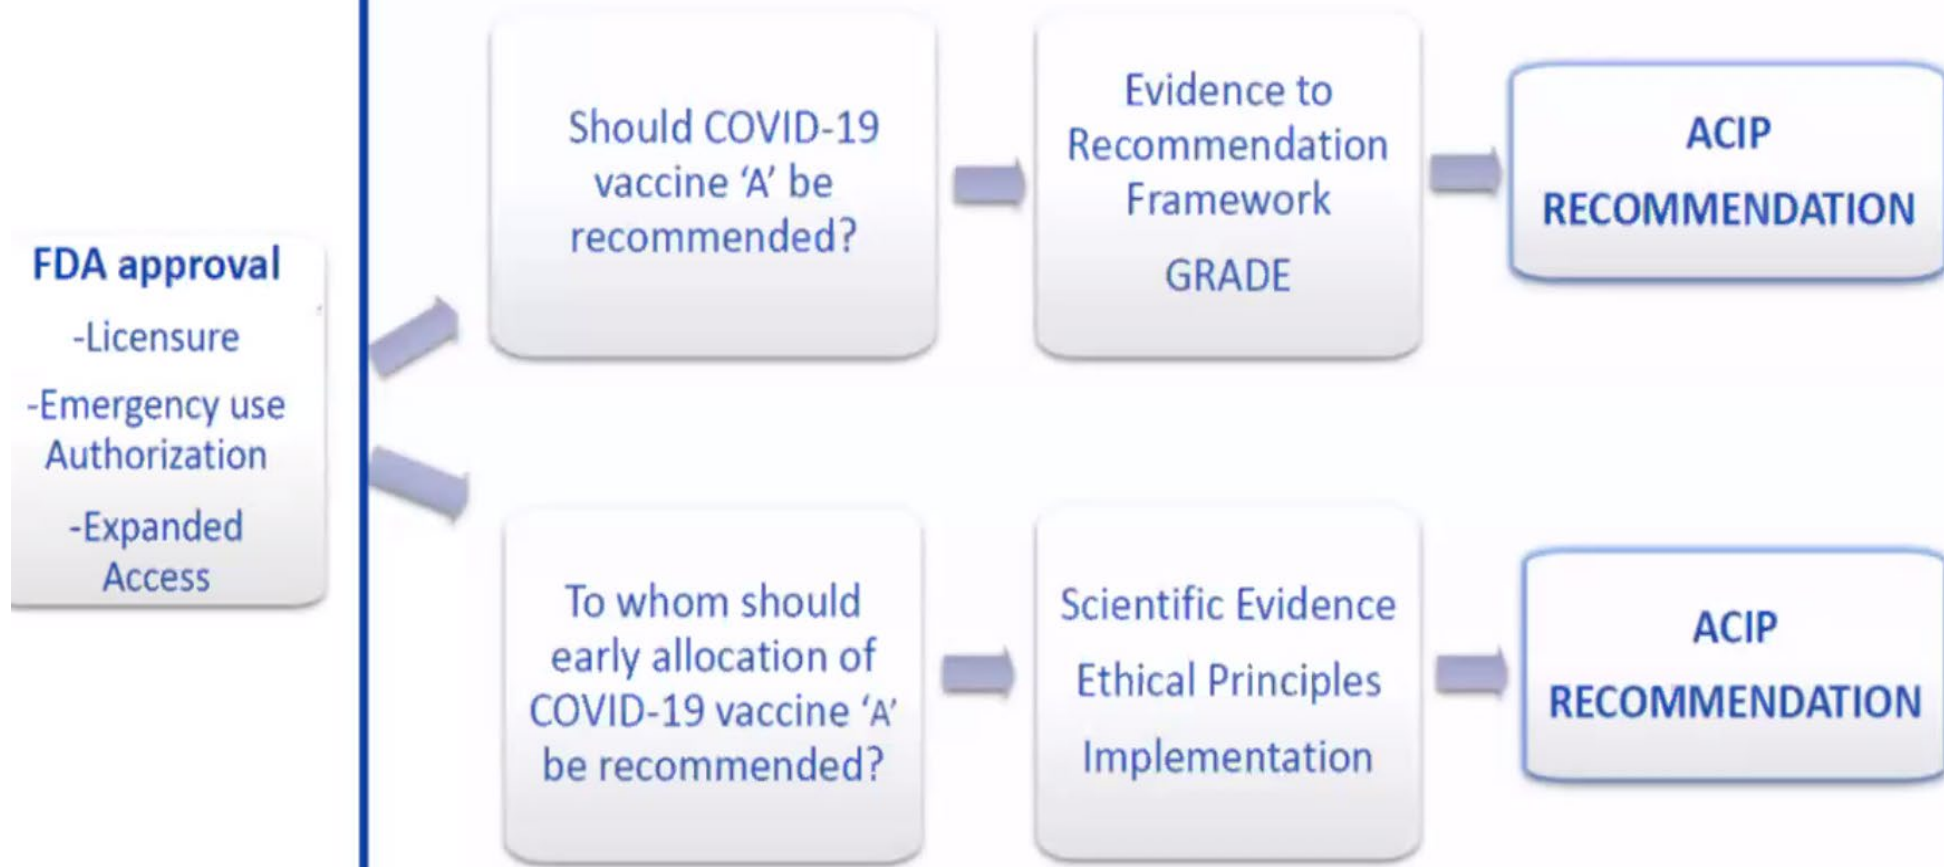 FDA approval
-Licensure
-Emergency use
Authorization
-Expanded
Access
Should COVID-19
vaccine ‘A’ be
recommended?
Evidence to
Recommendation
Framework
GRADE
ACIP
RECOMMENDATION
To whom should
early allocation of
COVID-19 vaccine ‘A’
be recommended?
Scientific Evidence
Ethical Principles
Implementation
ACIP
RECOMMENDATION